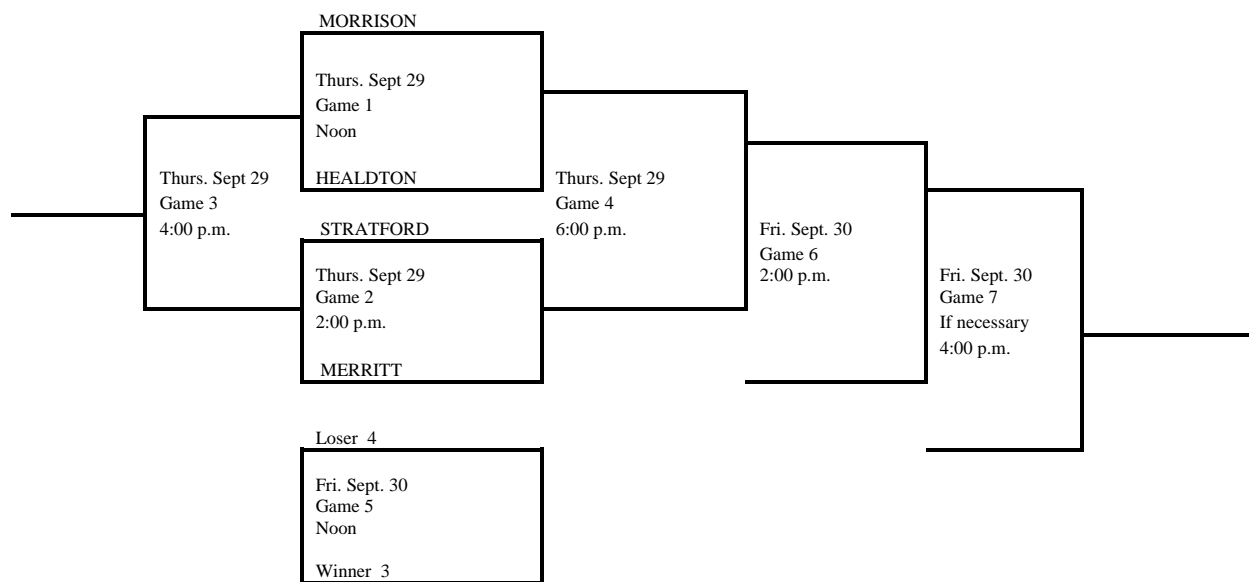 MORRISON
Thurs. Sept 29
Game 1
Noon
HEALDTON
Thurs. Sept 29
Game 3
4:00 p.m.
Thurs. Sept 29
Game 4
6:00 p.m.
STRATFORD
Thurs. Sept 29
Game 2
2:00 p.m.
MERRITT
Fri. Sept. 30
Game 6
2:00 p.m.
Fri. Sept. 30
Game 7
If necessary
4:00 p.m.
Loser 4
Fri. Sept. 30
Game 5
Noon
Winner 3